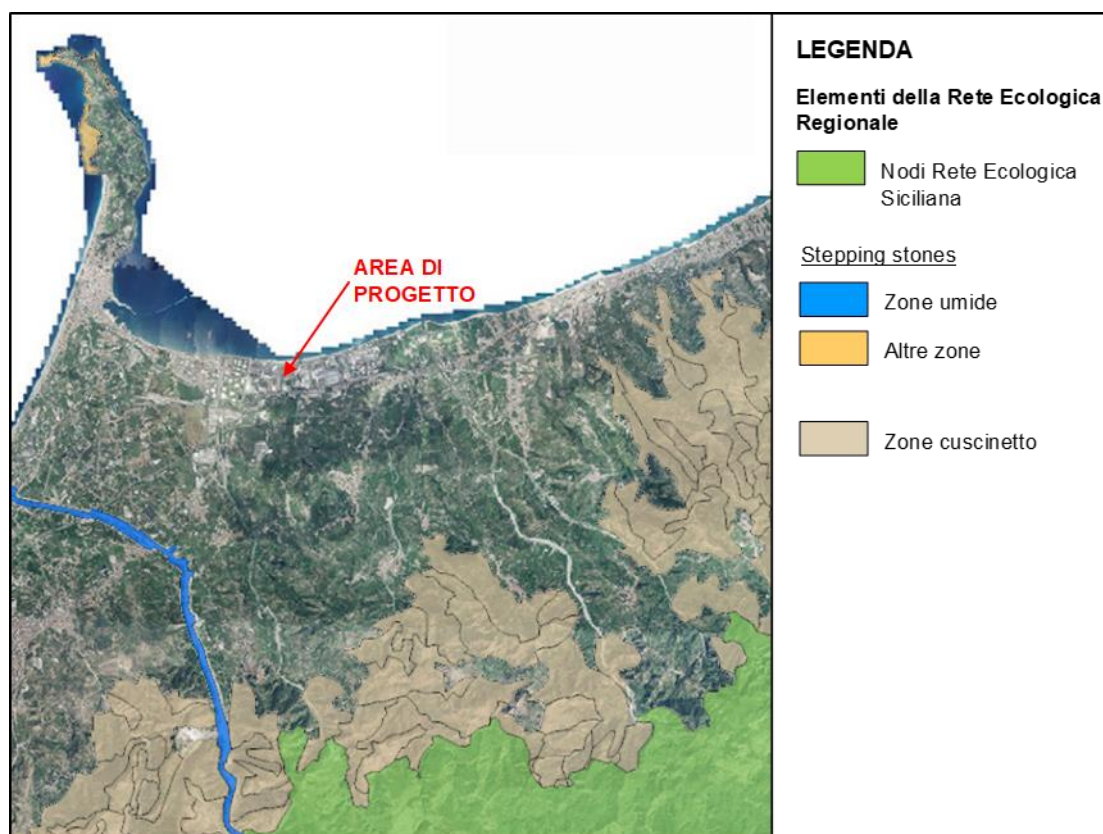 AREA DI
PROGETTO
LEGENDA
Elementi della Rete Ecologica
Regionale
Nodi Rete Ecologica
Siciliana
Stepping stones
Zone umide
Altre zone
Zone cuscinetto